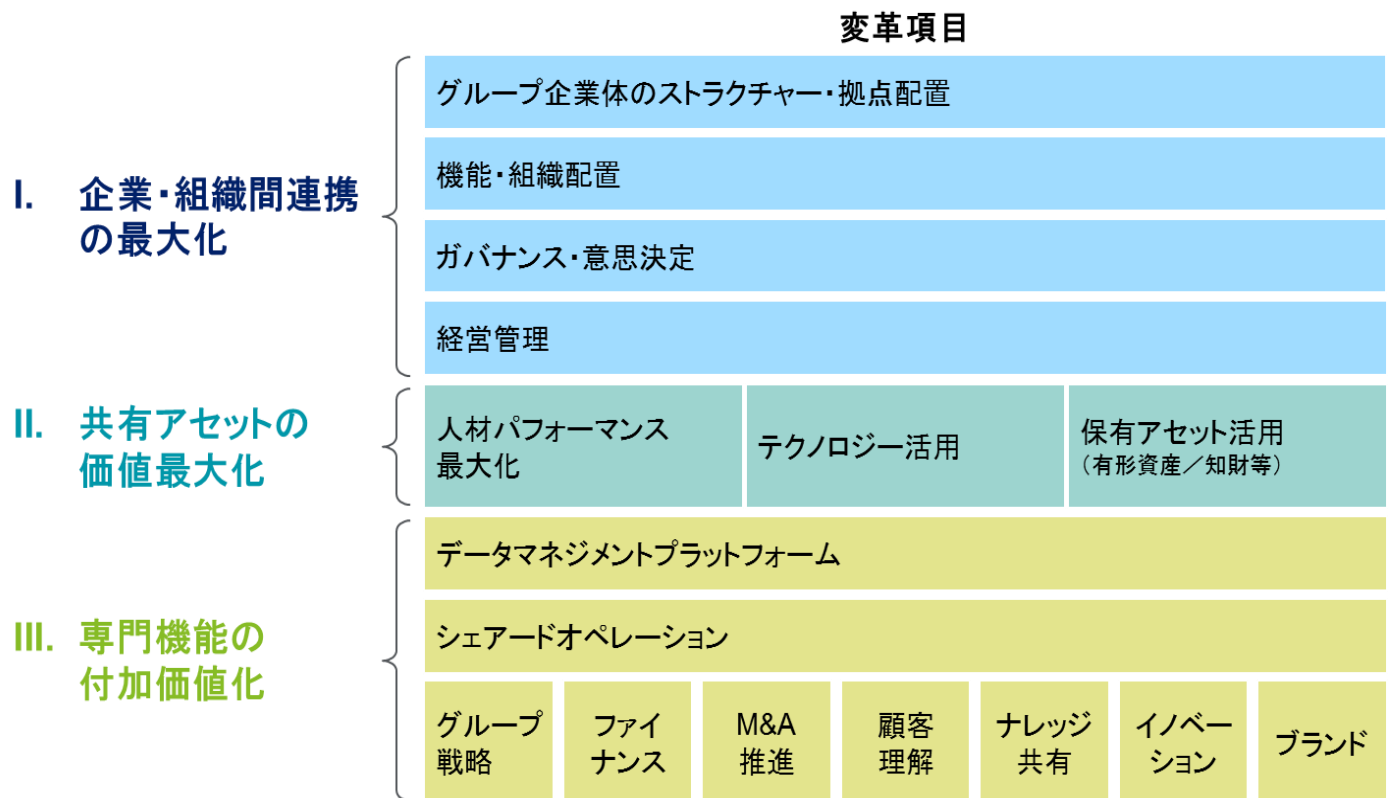 変革項目
I. 企業・組織間連携
の最大化
グループ企業体のストラクチャー・拠点配置
機能・組織配置
ガバナンス・意思決定
経営管理
II. 共有アセットの
価値最大化
人材パフォーマンス
最大化
テクノロジー活用
保有アセット活用
（有形資産／知財等）
III. 専門機能の
付加価値化
データマネジメントプラットフォーム
シェアードオペレーション
グループ
戦略
ファイ
ナンス
M&A
推進
顧客
理解
ナレッジ
共有
イノベー
ション
ブランド